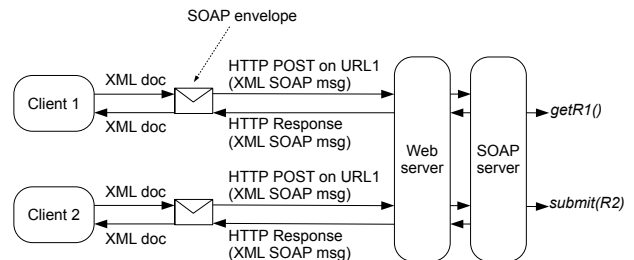 SOAP envelope
XML doc
HTTP POST on URL1
(XML SOAP msg)
Client 1
XML doc
HTTP Response
(XML SOAP msg)
getR1()
Web
server
SOAP
server
XML doc
HTTP POST on URL1
(XML SOAP msg)
Client 2
XML doc
HTTP Response
(XML SOAP msg)
submit(R2)